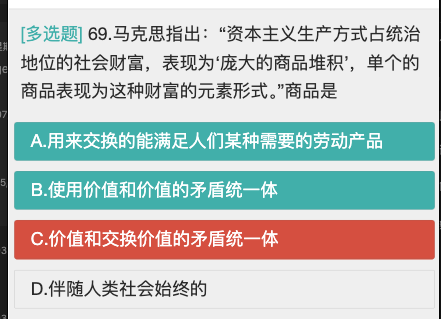 [多选题] 69.马克思指出：“资本主义生产方式占统治
地位的社会财富，表现为‘庞大的商品堆积’，单个的
商品表现为这种财富的元素形式。”商品是
A.用来交换的能满足人们某种需要的劳动产品
B.使用价值和价值的矛盾统一体
C.价值和交换价值的矛盾统一体
D.伴随人类社会始终的